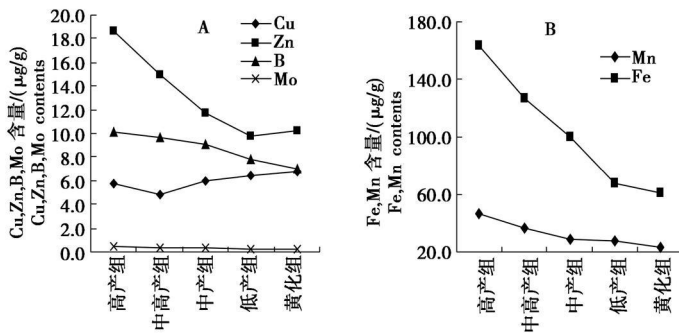 A
Cu
Zn
B
Mo
20.0
18.0
16.0
14.0
12.0
10.0
8.0
6.0
4.0
2.0
0.0
Cu,Zn,B,Mo 含量/(μg/g)
Cu,Zn,B,Mo contents
高产组
中高产组
中产组
低产组
黄化组
B
Mn
Fe
180.0
140.0
100.0
60.0
20.0
Fe,Mn 含量/(μg/g)
Fe,Mn contents
高产组
中高产组
中产组
低产组
黄化组